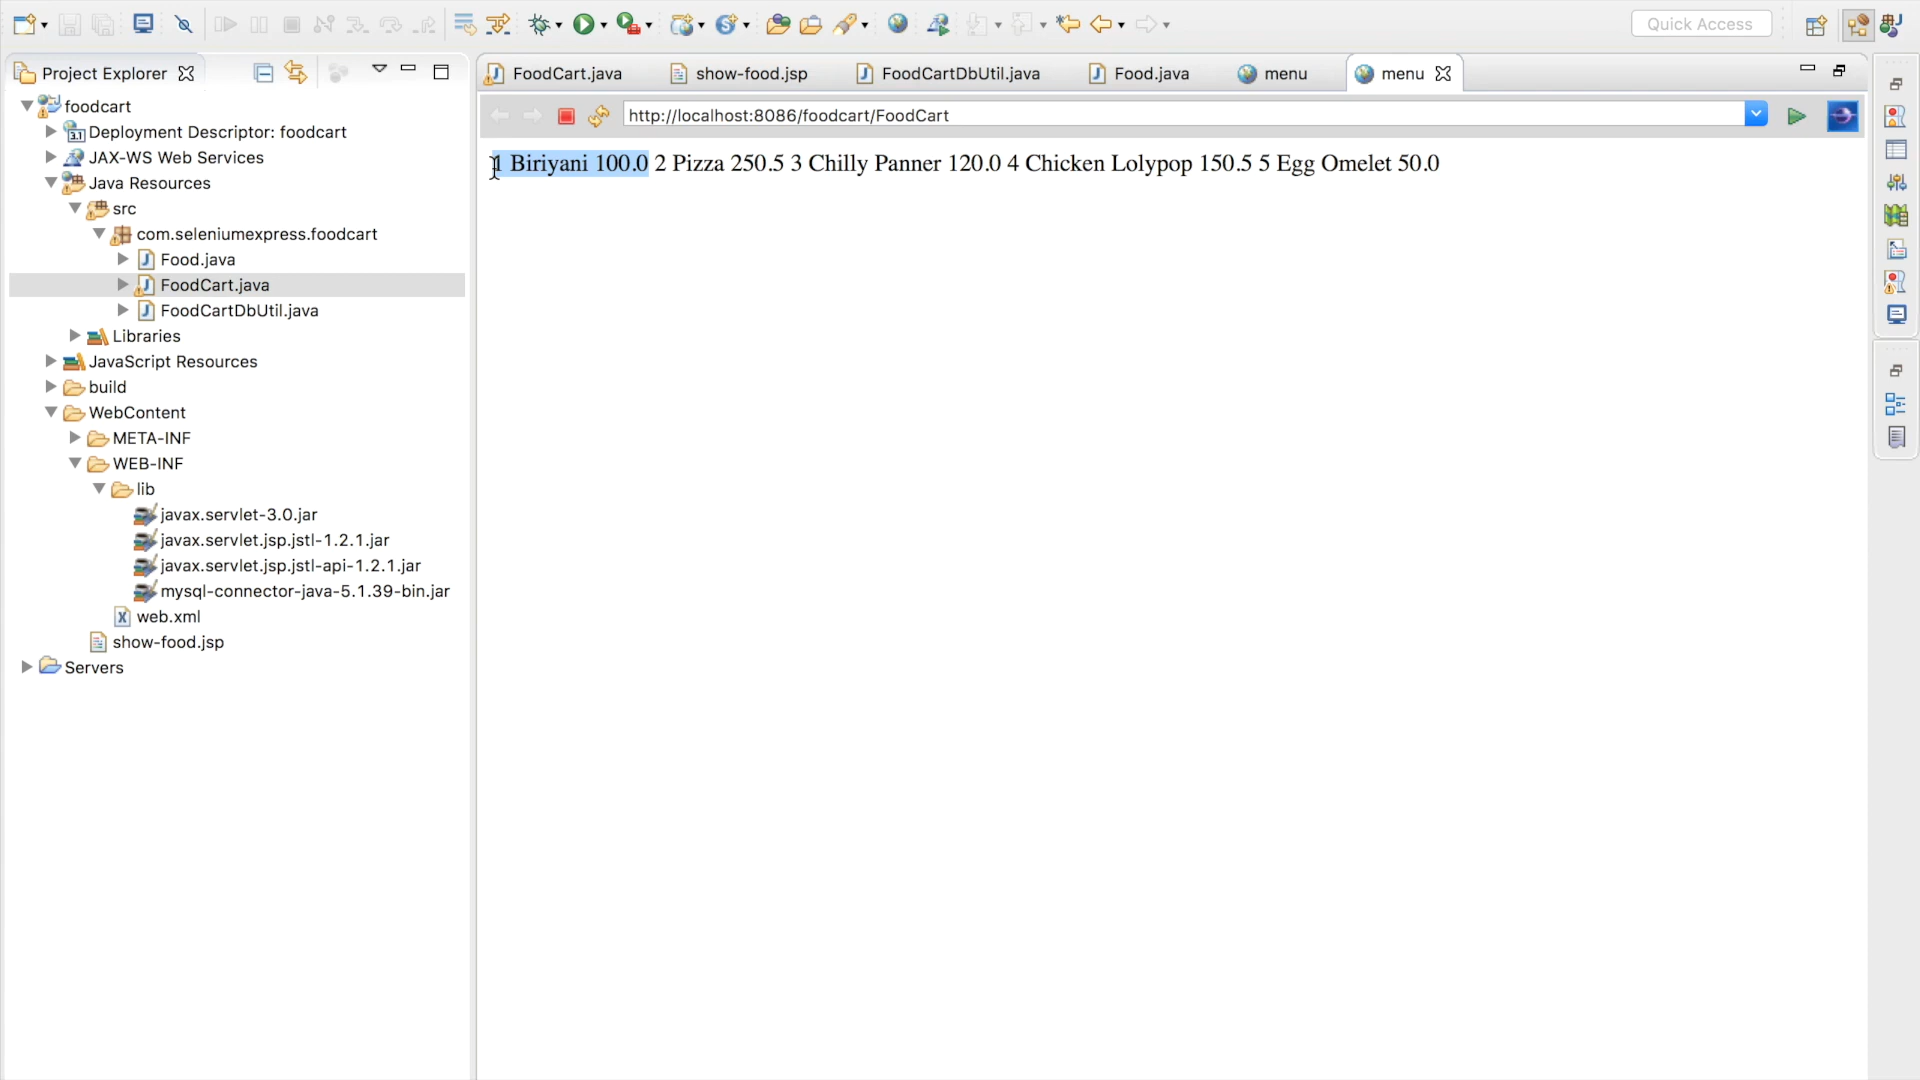 Quick Access
Project Explorer
FoodCart.java
show-food.jsp
FoodCartDbUtil.java
Food.java
menu
menu
http://localhost:8086/foodcart/FoodCart
1 Biriyani 100.0 2 Pizza 250.5 3 Chilly Panner 120.0 4 Chicken Lolypop 150.5 5 Egg Omelet 50.0
foodcart
Deployment Descriptor: foodcart
JAX-WS Web Services
Java Resources
src
com.seleniumexpress.foodcart
Food.java
FoodCart.java
FoodCartDbUtil.java
Libraries
JavaScript Resources
build
WebContent
META-INF
WEB-INF
lib
javax.servlet-3.0.jar
javax.servlet.jsp.jstl-1.2.1.jar
javax.servlet.jsp.jstl-api-1.2.1.jar
mysql-connector-java-5.1.39-bin.jar
web.xml
show-food.jsp
Servers